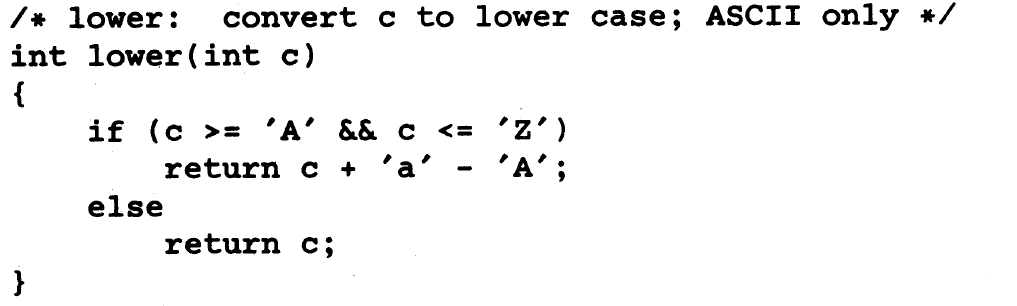 /* lower:  convert c to lower case; ASCII only */
int lower(int c)
{
    if (c >= 'A' && c <= 'Z')
        return c + 'a' - 'A';
    else
        return c;
}